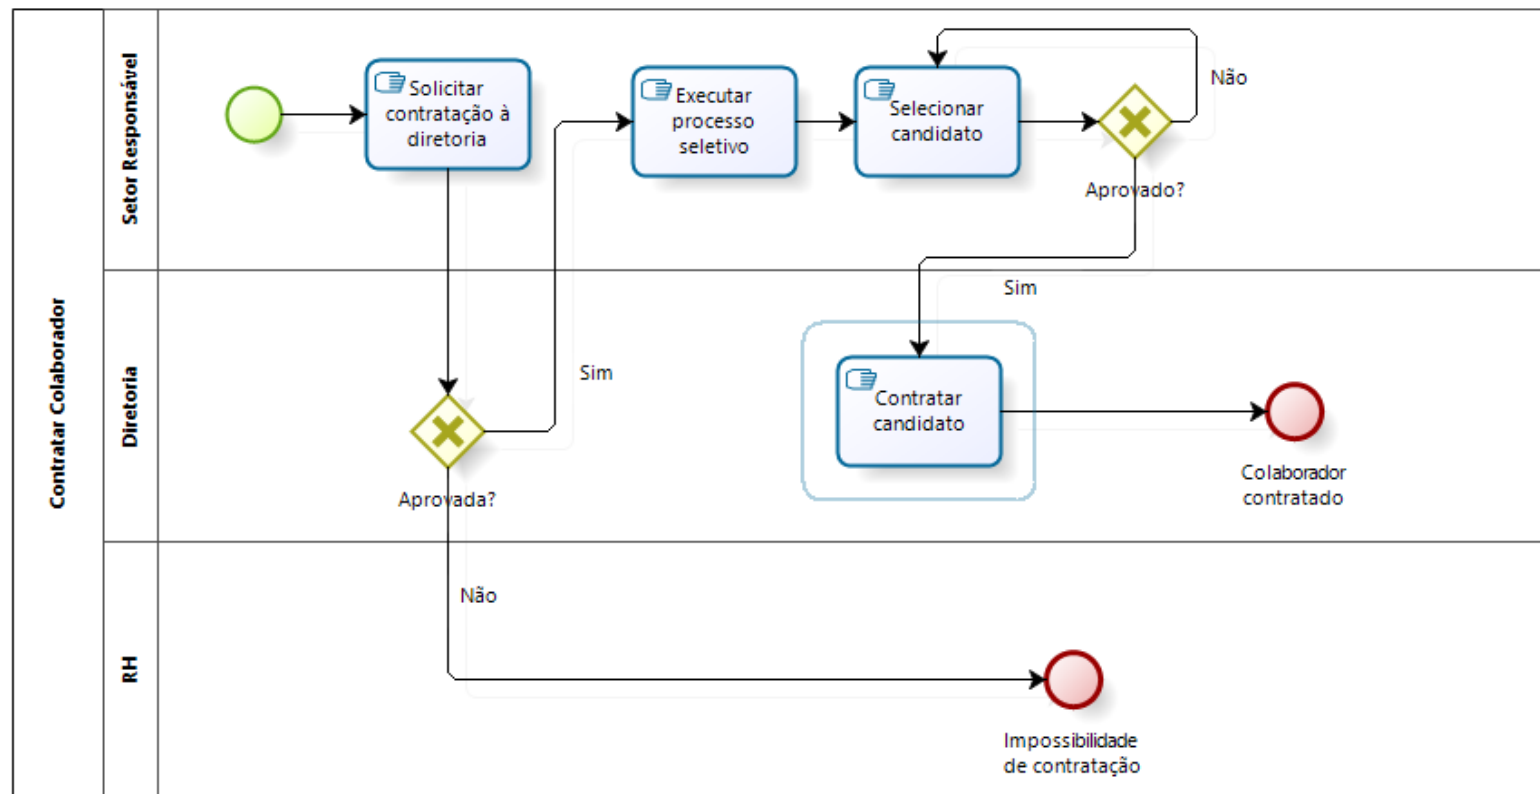 Contratar Colaborador
Setor Responsável
Solicitar
contratação à
diretoria
Executar
processo
seletivo
Selecionar
candidato
Não
Aprovado?
Diretoria
Sim
Sim
Contratar
candidato
Aprovada?
Colaborador
contratado
RH
Não
Impossibilidade
de contratação